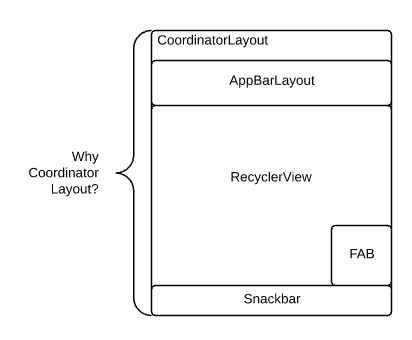 CoordinatorLayout
AppBarLayout
Why
Coordinator
Layout?
RecyclerView
FAB
Snackbar